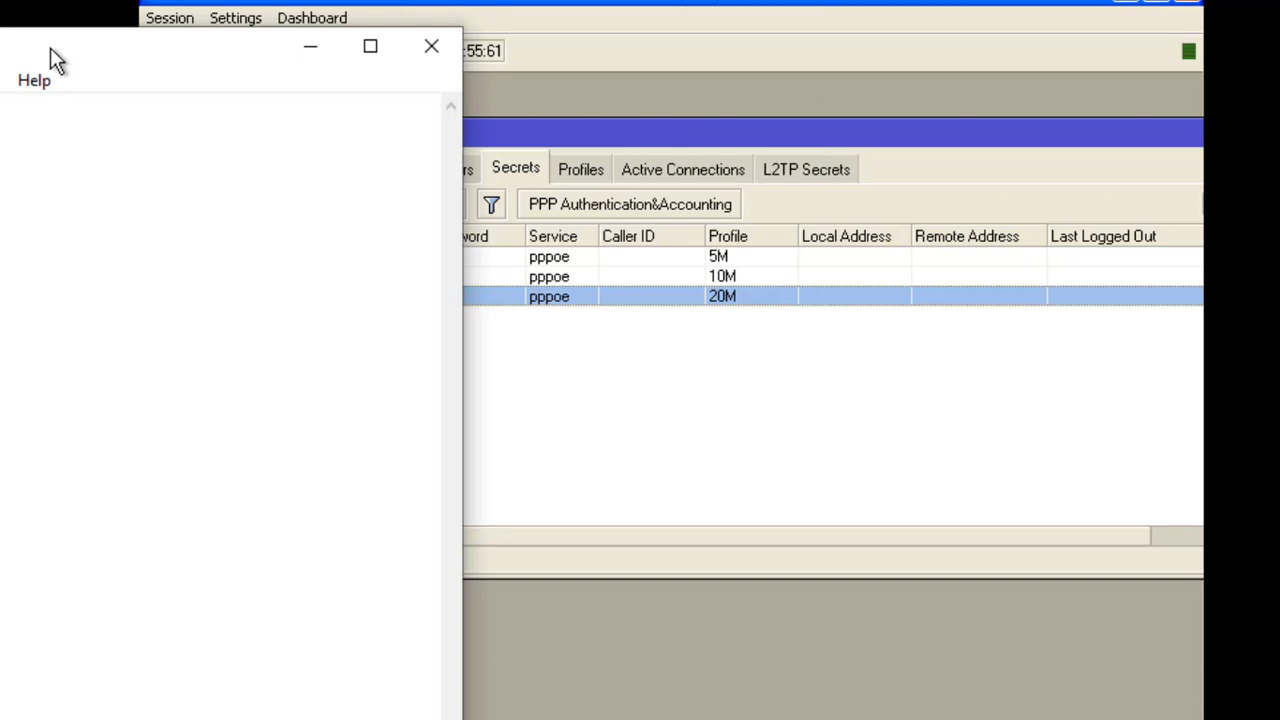 Session Settings Dashboard
:55:61
Help
rs Secrets Profiles Active Connections L2TP Secrets
PPP Authentication&Accounting
word Service Caller ID Profile Local Address Remote Address Last Logged Out
pppoe 5M
pppoe 10M
pppoe 20M